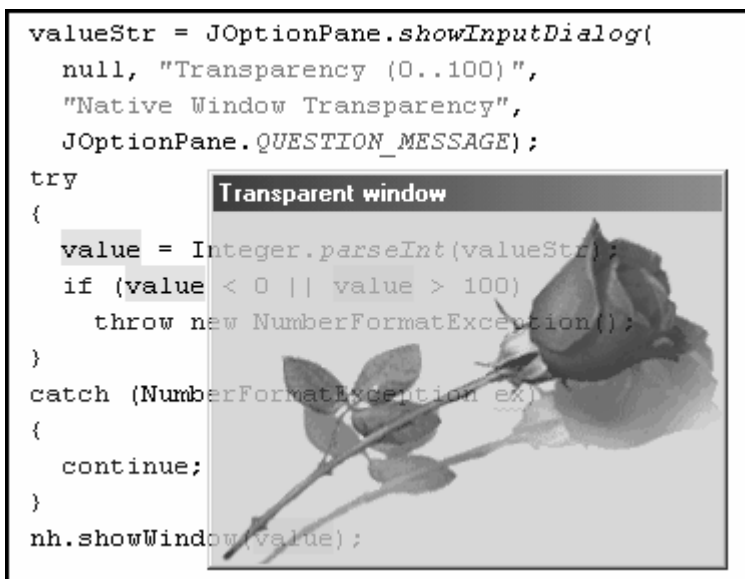 valueStr = JOptionPane.showInputDialog(
null, "Transparency (0..100)",
"Native Window Transparency",
JOptionPane.QUESTION_MESSAGE);
try
Transparent window
{
value = Integer.parseInt(valueStr);
if (value < 0 || value > 100)
throw new NumberFormatException();
}
catch (NumberFormatException ex)
{
continue;
}
nh.showWindow(value);